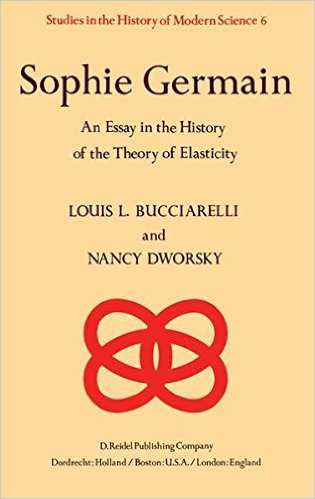 Studies in the History of Modern Science 6
Sophie Germain
An Essay in the History
of the Theory of Elasticity
LOUIS L. BUCCIARELLI
and
NANCY DWORSKY
D. Reidel Publishing Company
Dordrecht: Holland / Boston: U.S.A. / London: England